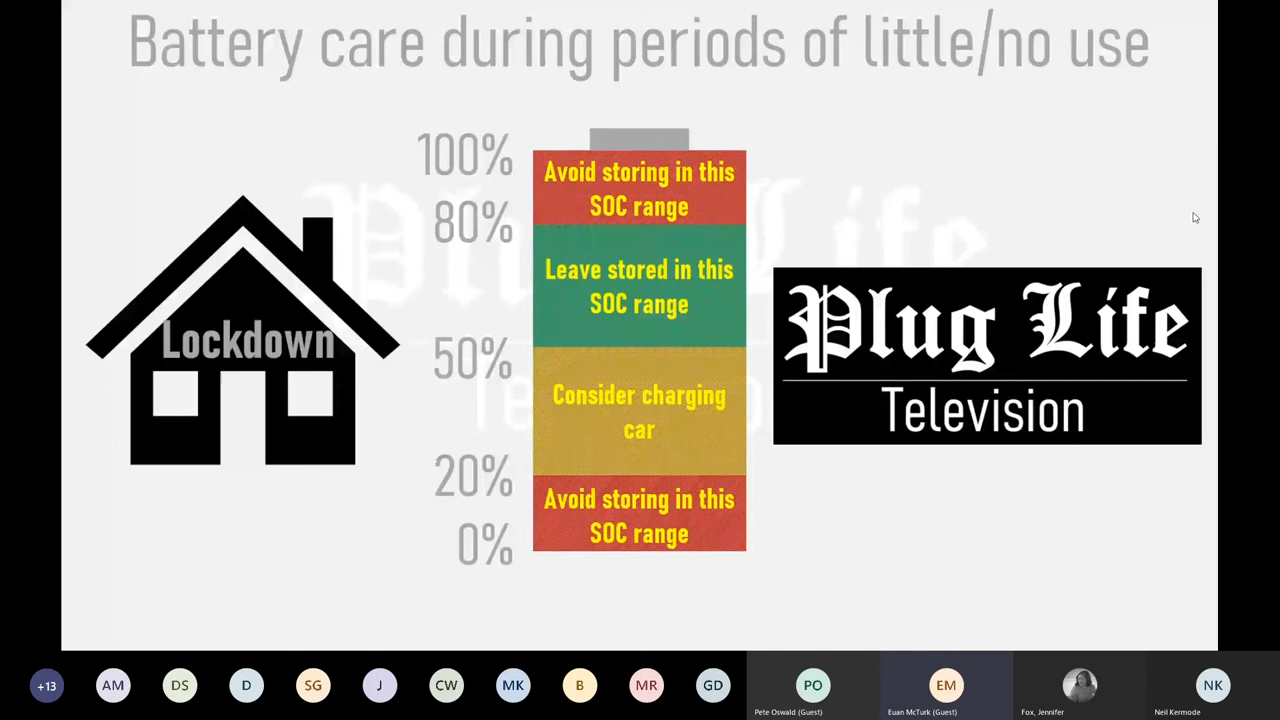 Battery care during periods of little/no use
100%
Avoid storing in this
SOC range
80%
Leave stored in this
SOC range
Lockdown
50%
Plug Life
Television
Consider charging
car
20%
Avoid storing in this
SOC range
0%
+13
AM
DS
D
SG
J
CW
MK
B
MR
GD
PO
Pete Oswald (Guest)
EM
Euan McTurk (Guest)
Fox, Jennifer
NK
Neil Kermode